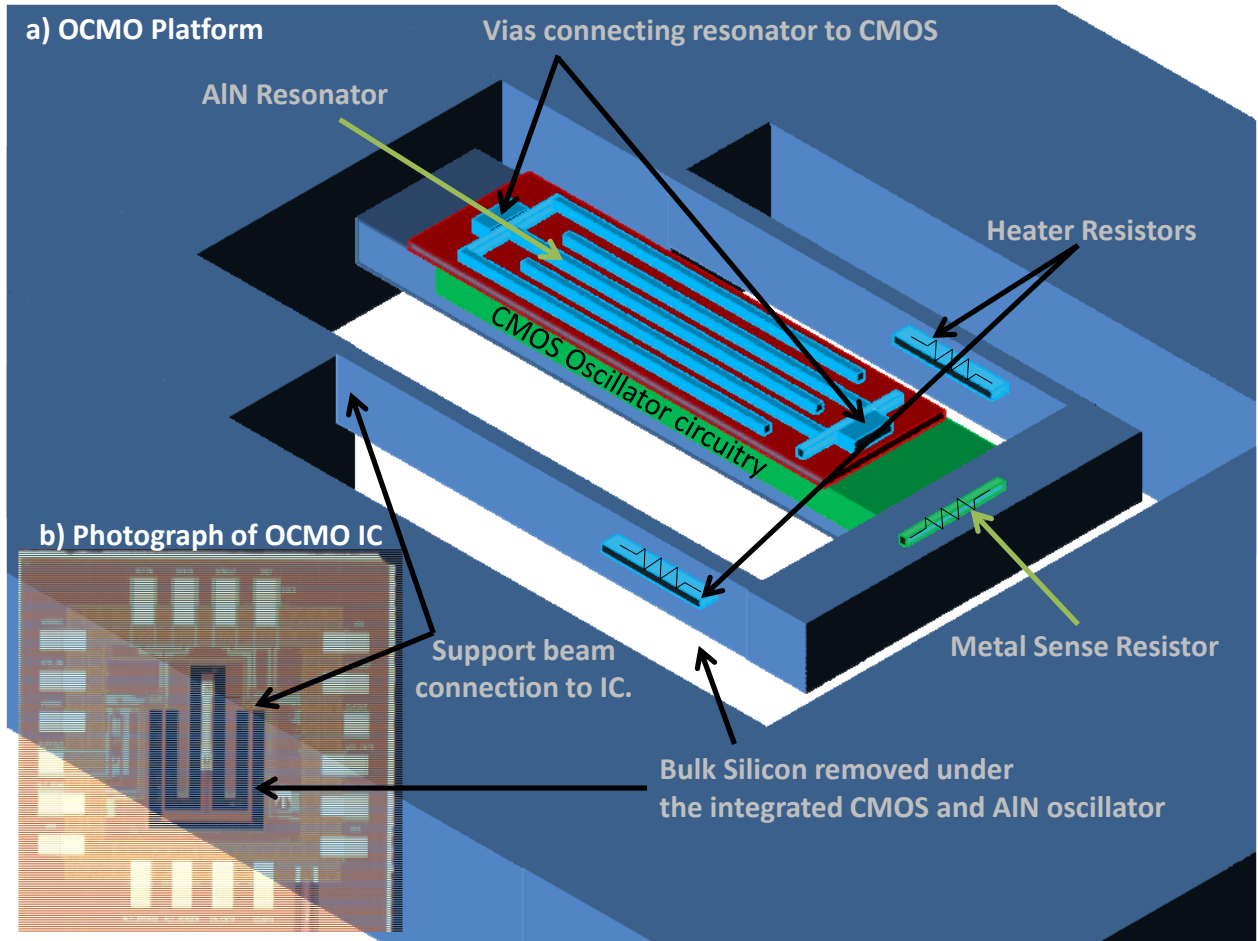 a) OCMO Platform
Vias connecting resonator to CMOS
AlN Resonator
Heater Resistors
CMOS Oscillator circuitry
b) Photograph of OCMO IC
Support beam
connection to IC.
Metal Sense Resistor
Bulk Silicon removed under
the integrated CMOS and AlN oscillator